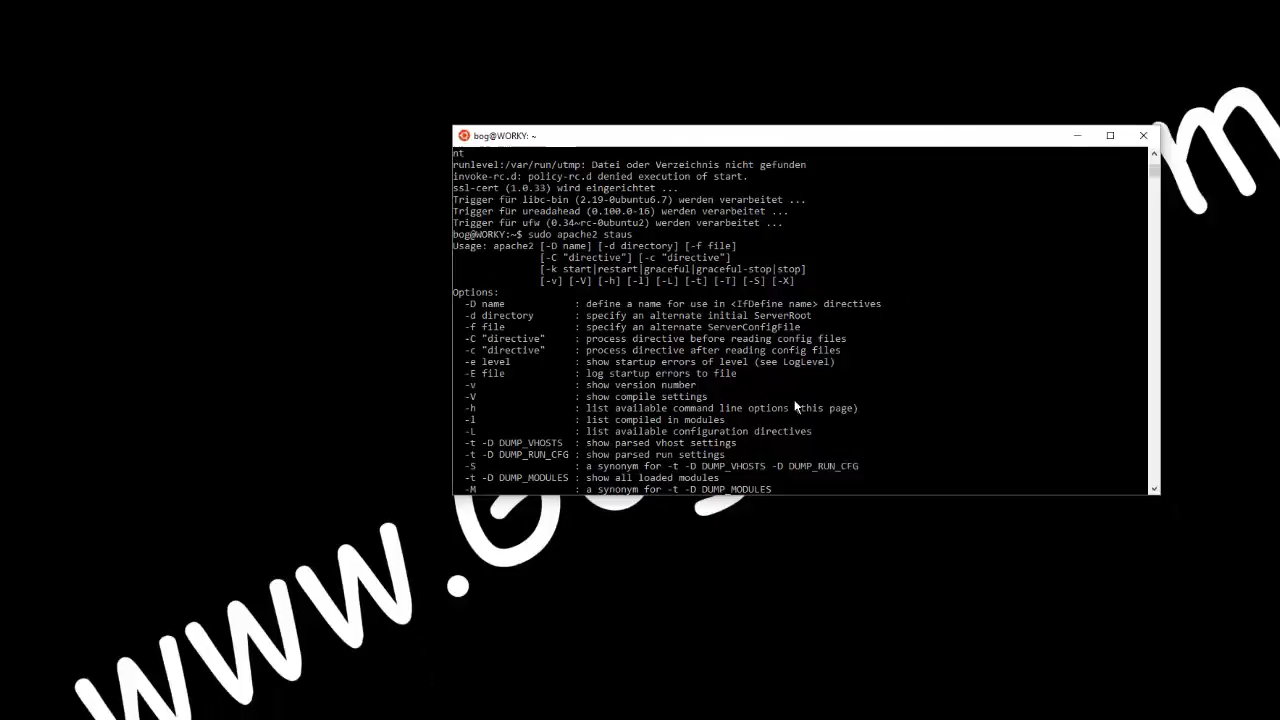 bog@WORKY: ~
nt
runlevel:/var/run/utmp: Datei oder Verzeichnis nicht gefunden
invoke-rc.d: policy-rc.d denied execution of start.
ssl-cert (1.0.33) wird eingerichtet ...
Trigger für libc-bin (2.19-0ubuntu6.7) werden verarbeitet ...
Trigger für ureadahead (0.100.0-16) werden verarbeitet ...
Trigger für ufw (0.34~rc-0ubuntu2) werden verarbeitet ...
bog@WORKY:~$ sudo apache2 staus
Usage: apache2 [-D name] [-d directory] [-f file]
[-C "directive"] [-c "directive"]
[-k start|restart|graceful|graceful-stop|stop]
[-v] [-V] [-h] [-l] [-L] [-t] [-T] [-S] [-X]
Options:
-D name : define a name for use in <IfDefine name> directives
-d directory : specify an alternate initial ServerRoot
-f file : specify an alternate ServerConfigFile
-C "directive" : process directive before reading config files
-c "directive" : process directive after reading config files
-e level : show startup errors of level (see LogLevel)
-E file : log startup errors to file
-v : show version number
-V : show compile settings
-h : list available command line options (this page)
-l : list compiled in modules
-L : list available configuration directives
-t -D DUMP_VHOSTS : show parsed vhost settings
-t -D DUMP_RUN_CFG : show parsed run settings
-S : a synonym for -t -D DUMP_VHOSTS -D DUMP_RUN_CFG
-t -D DUMP_MODULES : show all loaded modules
-M : a synonym for -t -D DUMP_MODULES
www.
m